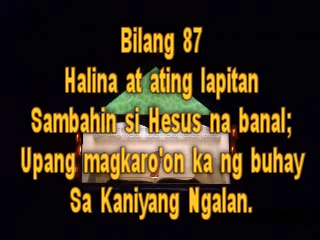 Bilang 87
Halina at ating lapitan
Sambahin si Hesus na banal;
Upang magkaro'on ka ng buhay
Sa Kaniyang Ngalan.